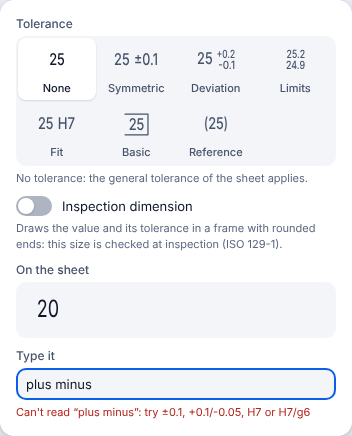 Tolerance
25 25 ±0.1 25 +0.2 -0.1 25.2 24.9
None Symmetric Deviation Limits
25 H7 25 (25)
Fit Basic Reference
No tolerance: the general tolerance of the sheet applies.
Inspection dimension
Draws the value and its tolerance in a frame with rounded
ends: this size is checked at inspection (ISO 129-1).
On the sheet
20
Type it
plus minus
Can't read “plus minus”: try ±0.1, +0.1/-0.05, H7 or H7/g6